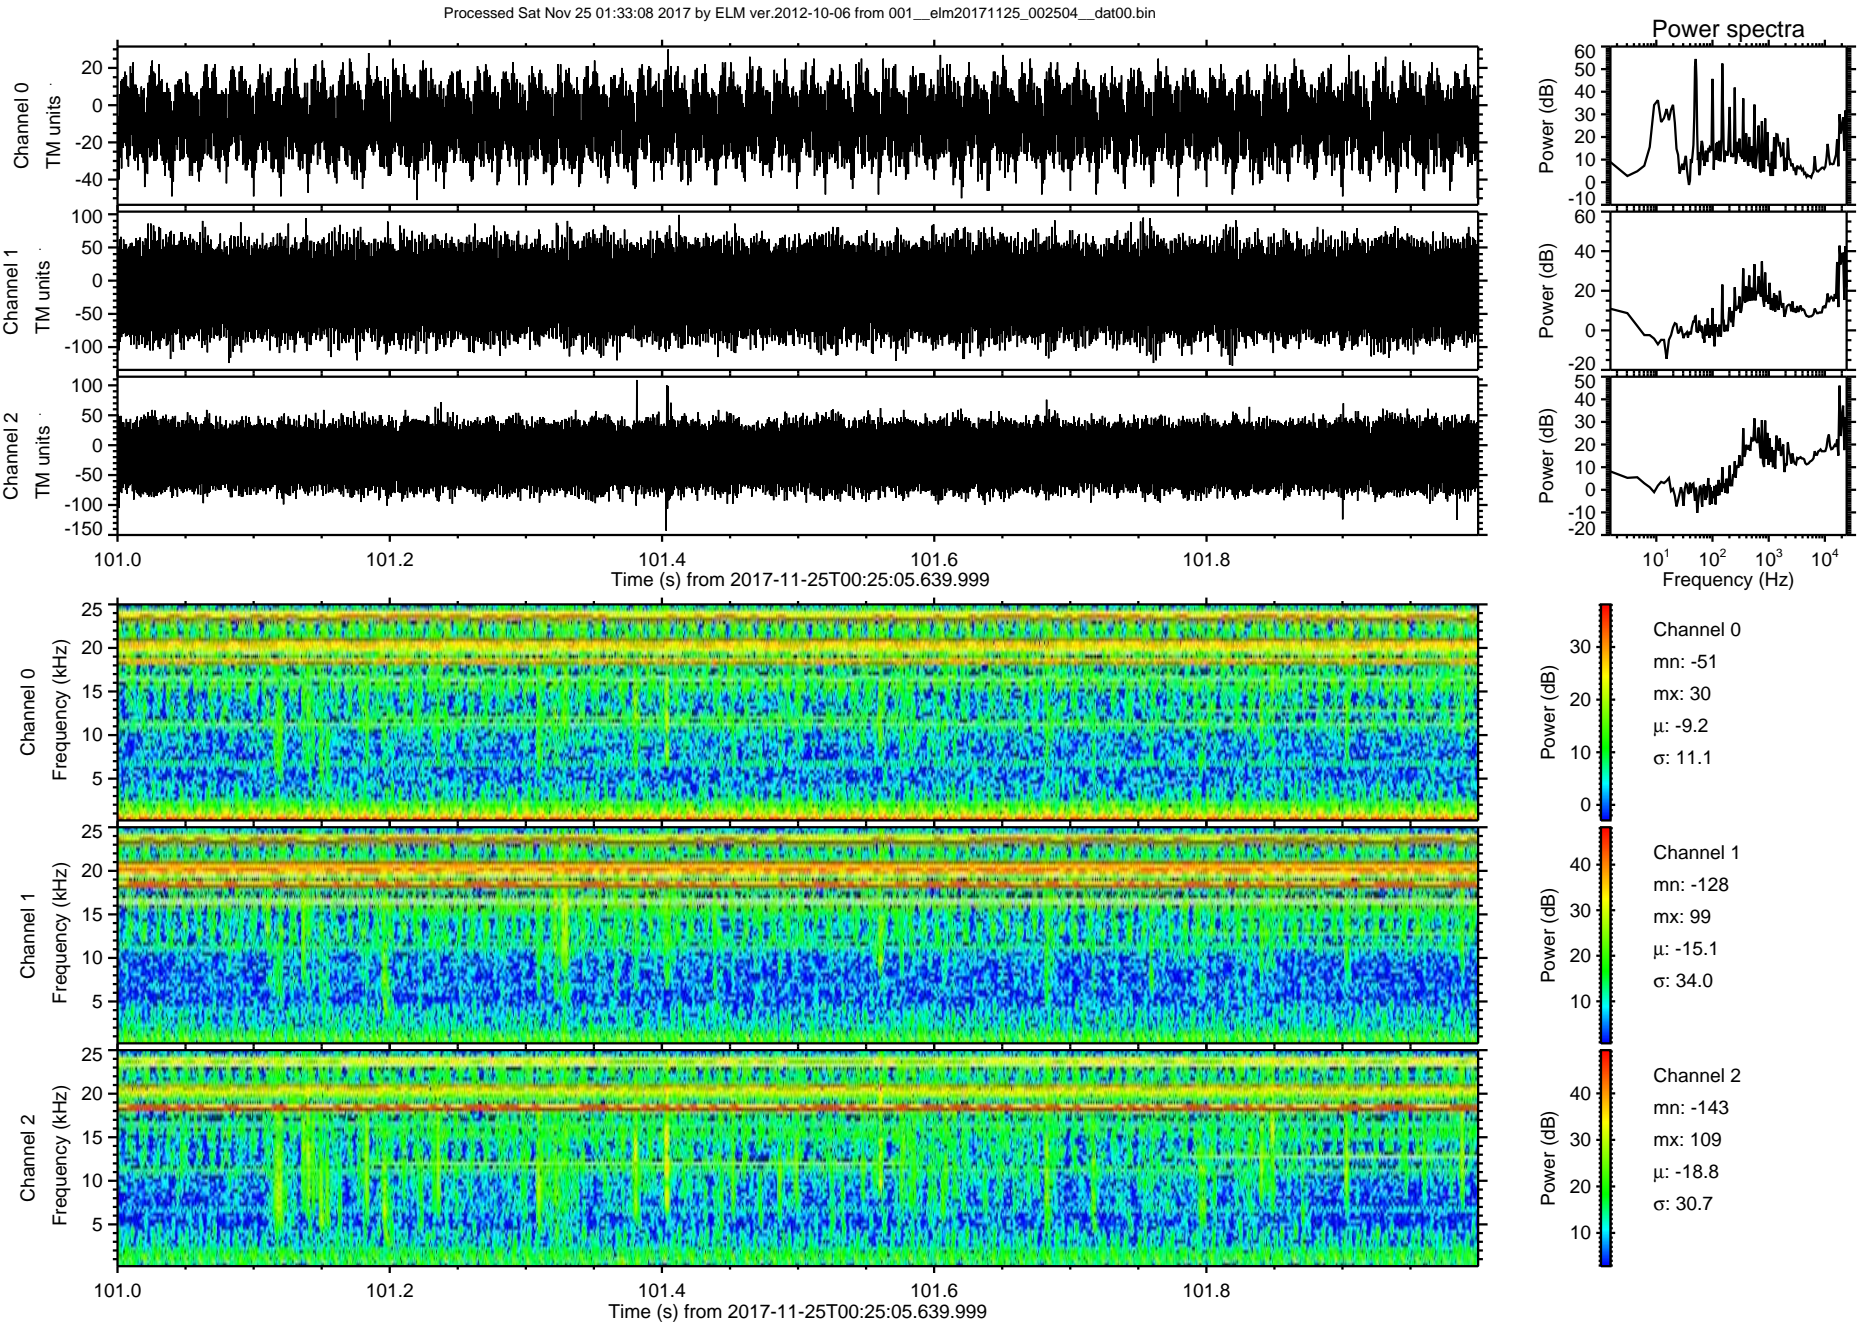 Processed Sat Nov 25 01:33:08 2017 by ELM ver.2012-10-06 from 001__elm20171125_002504__dat00.bin
Power spectra
Channel 0
TM units
20
0
-20
-40
Power (dB)
60
50
40
30
20
10
0
-10
Channel 1
TM units
100
50
0
-50
-100
Power (dB)
60
40
20
0
-20
Channel 2
TM units
100
50
0
-50
-100
-150
Power (dB)
50
40
30
20
10
0
-10
-20
101.0 101.2 101.4 101.6 101.8
Time (s) from 2017-11-25T00:25:05.639.999
10^1 10^2 10^3 10^4
Frequency (Hz)
Channel 0
Frequency (kHz)
25
20
15
10
5
Power (dB)
30
20
10
0
Channel 0
mn: -51
mx: 30
μ: -9.2
σ: 11.1
Channel 1
Frequency (kHz)
25
20
15
10
5
Power (dB)
40
30
20
10
Channel 1
mn: -128
mx: 99
μ: -15.1
σ: 34.0
Channel 2
Frequency (kHz)
25
20
15
10
5
Power (dB)
40
30
20
10
Channel 2
mn: -143
mx: 109
μ: -18.8
σ: 30.7
101.0 101.2 101.4 101.6 101.8
Time (s) from 2017-11-25T00:25:05.639.999